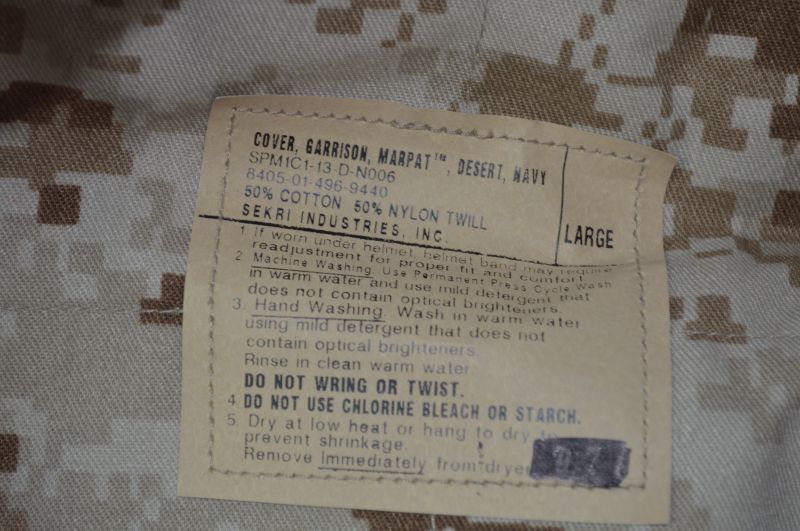 COVER, GARRISON, MARPAT™, DESERT, NAVY
SPM1C1-13-D-N006
8405-01-496-9440
50% COTTON 50% NYLON TWILL
SEKRI INDUSTRIES, INC.
LARGE
1. If worn under helmet, helmet band may require
readjustment for proper fit and comfort.
2 Machine Washing. Use Permanent Press Cycle Wash
in warm water and use mild detergent that
does not contain optical brighteners.
3. Hand Washing. Wash in warm water
using mild detergent that does not
contain optical brighteners.
Rinse in clean warm water.
DO NOT WRING OR TWIST.
4 DO NOT USE CHLORINE BLEACH OR STARCH.
5. Dry at low heat or hang to dry to
prevent shrinkage.
Remove Immediately from dryer